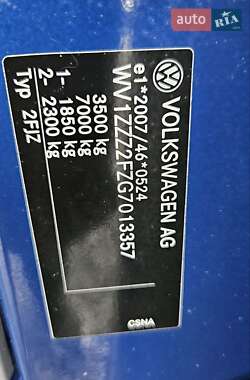 AUTO RIA
VOLKSWAGEN AG
e1*2007/46*0524
WV1ZZZ2FZG7013357
3500 kg
7000 kg
1- 1850 kg
2- 2300 kg
Typ 2FJZ
CSNA